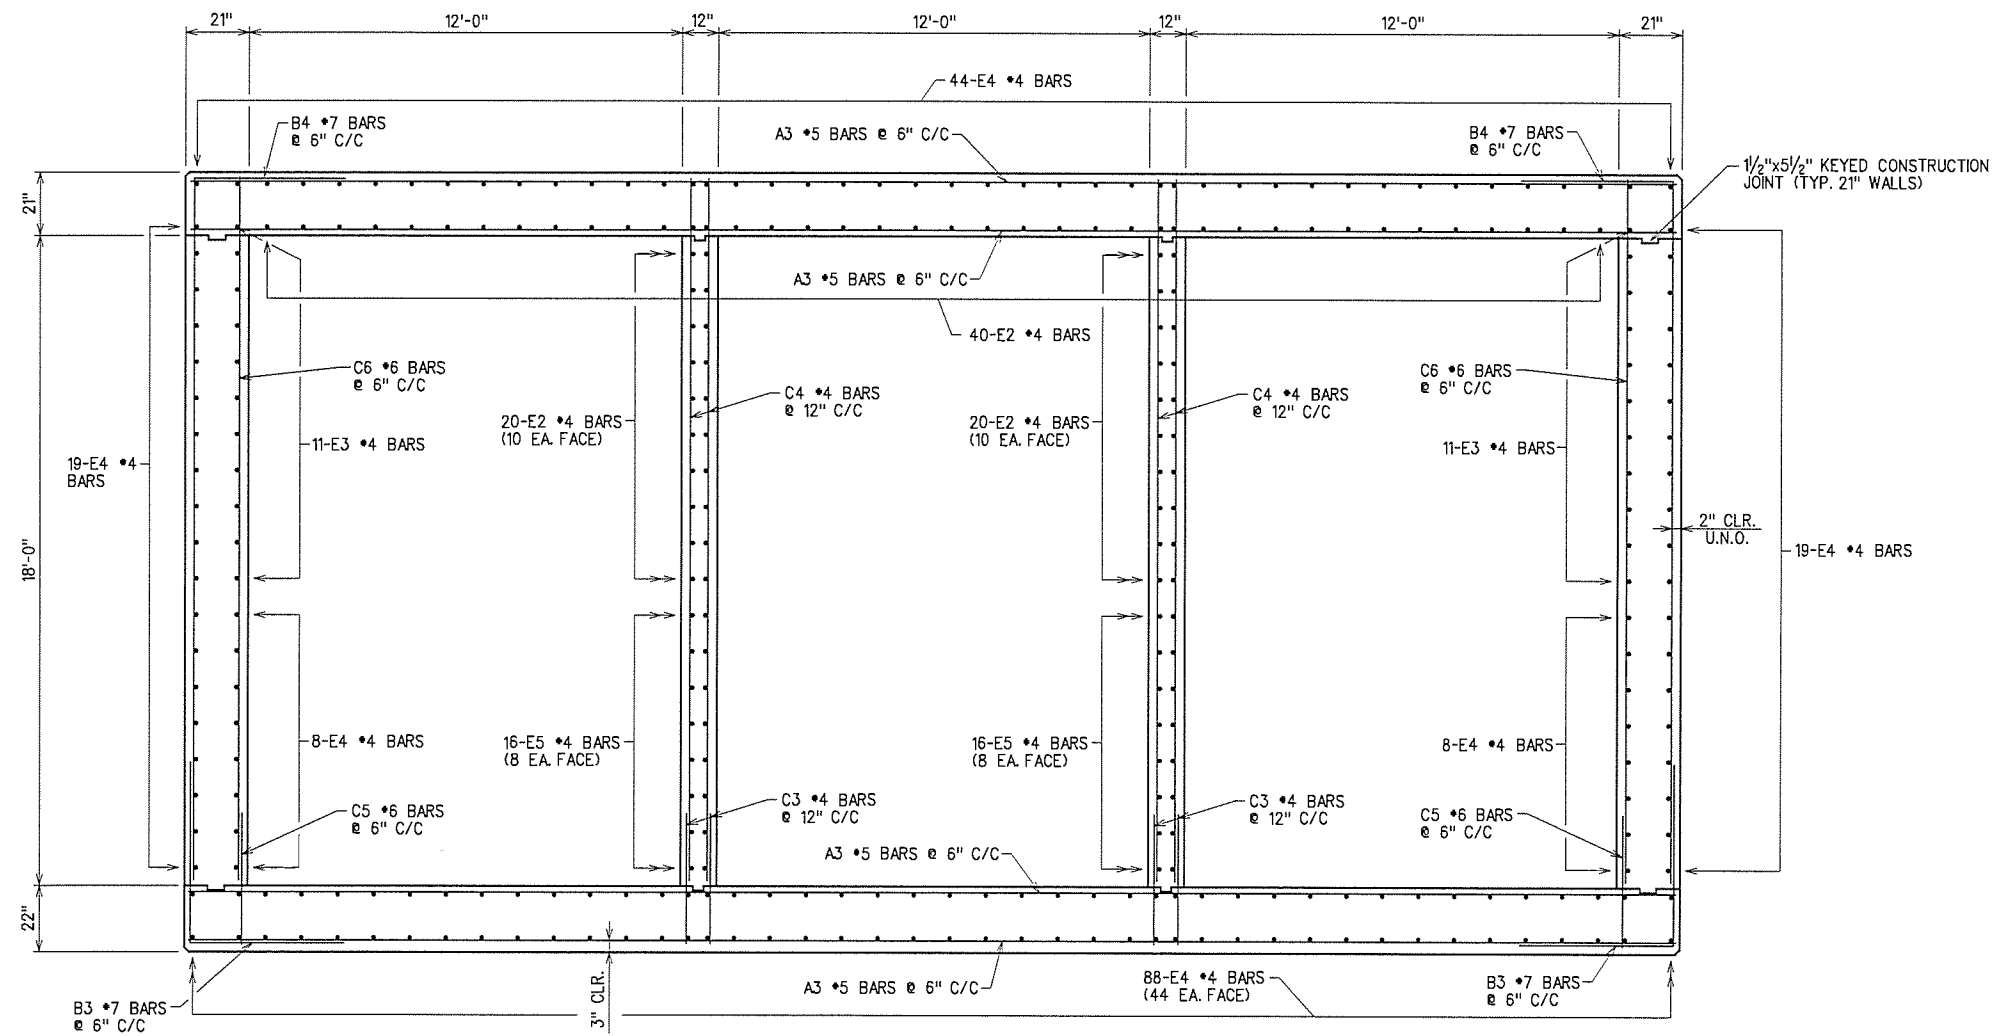 21"
12'-0"
12"
12'-0"
12"
12'-0"
21"
44-E4 #4 BARS
B4 #7 BARS
@ 6" C/C
A3 #5 BARS @ 6" C/C
B4 #7 BARS
@ 6" C/C
1½"x5½" KEYED CONSTRUCTION
JOINT (TYP. 21" WALLS)
21"
A3 #5 BARS @ 6" C/C
40-E2 #4 BARS
C6 #6 BARS
@ 6" C/C
C4 #4 BARS
@ 12" C/C
C4 #4 BARS
@ 12" C/C
C6 #6 BARS
@ 6" C/C
20-E2 #4 BARS
(10 EA. FACE)
20-E2 #4 BARS
(10 EA. FACE)
11-E3 #4 BARS
11-E3 #4 BARS
19-E4 #4
BARS
18'-0"
2" CLR.
U.N.O.
19-E4 #4 BARS
8-E4 #4 BARS
16-E5 #4 BARS
(8 EA. FACE)
16-E5 #4 BARS
(8 EA. FACE)
8-E4 #4 BARS
C5 #6 BARS
@ 6" C/C
C3 #4 BARS
@ 12" C/C
C3 #4 BARS
@ 12" C/C
C5 #6 BARS
@ 6" C/C
A3 #5 BARS @ 6" C/C
22"
3" CLR.
A3 #5 BARS @ 6" C/C
88-E4 #4 BARS
(44 EA. FACE)
B3 #7 BARS
@ 6" C/C
B3 #7 BARS
@ 6" C/C